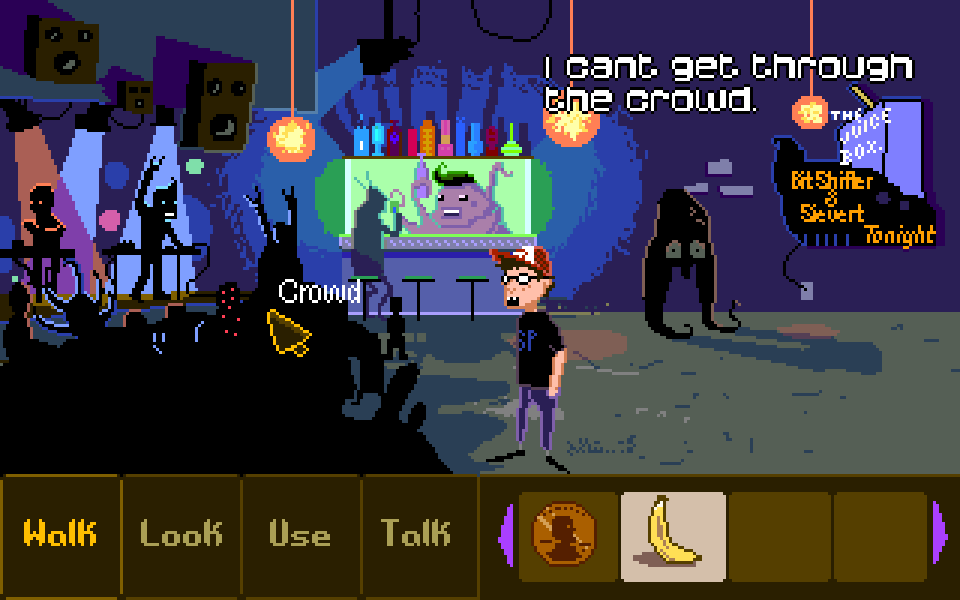 I cant get through
the crowd.
THE
JUICE
BOX.
BitShifter
&
Sievert
Tonight
Crowd
Walk
Look
Use
Talk